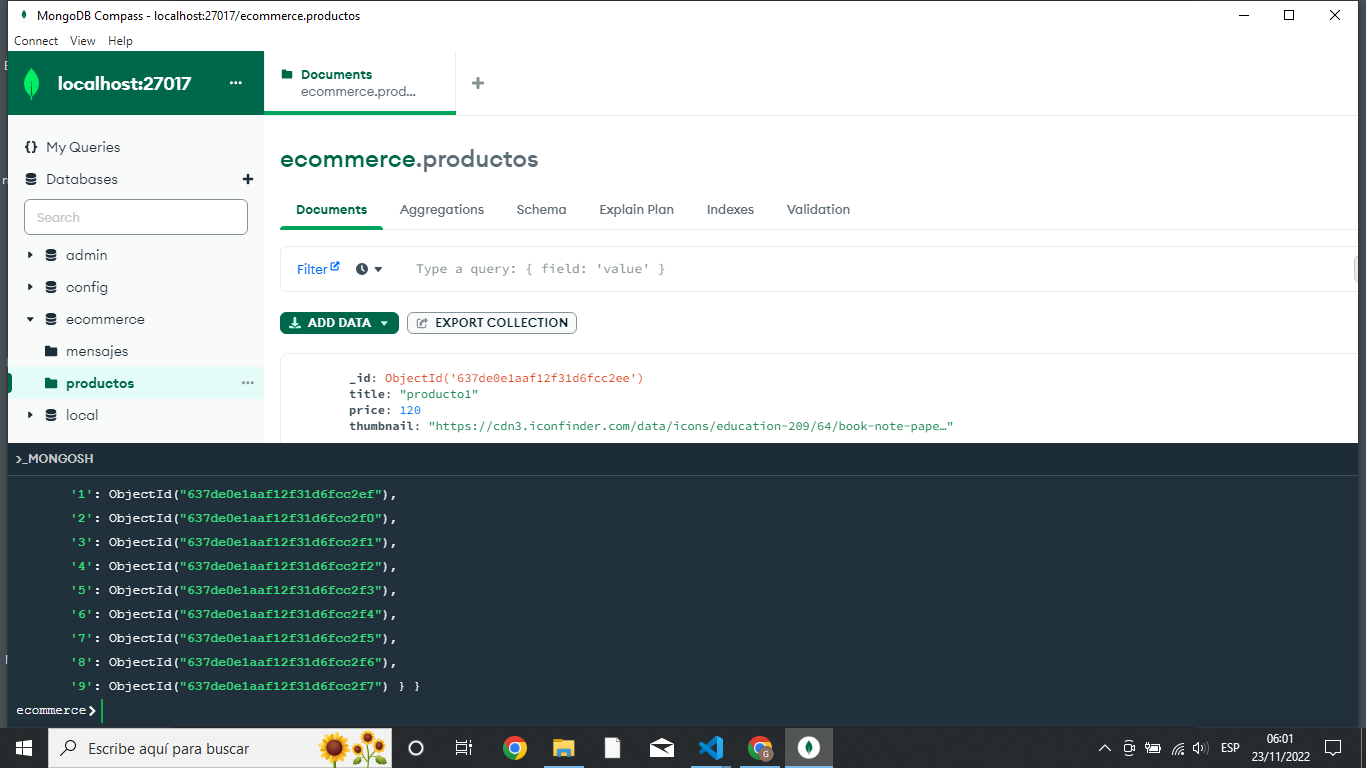 MongoDB Compass - localhost:27017/ecommerce.productos
Connect View Help
localhost:27017
Documents
ecommerce.prod...
My Queries
Databases
Search
admin
config
ecommerce
mensajes
productos
local
ecommerce.productos
Documents Aggregations Schema Explain Plan Indexes Validation
Filter Type a query: { field: 'value' }
ADD DATA EXPORT COLLECTION
_id: ObjectId('637de0e1aaf12f31d6fcc2ee')
title: "producto1"
price: 120
thumbnail: "https://cdn3.iconfinder.com/data/icons/education-209/64/book-note-pape…"
>_MONGOSH
'1': ObjectId("637de0e1aaf12f31d6fcc2ef"),
'2': ObjectId("637de0e1aaf12f31d6fcc2f0"),
'3': ObjectId("637de0e1aaf12f31d6fcc2f1"),
'4': ObjectId("637de0e1aaf12f31d6fcc2f2"),
'5': ObjectId("637de0e1aaf12f31d6fcc2f3"),
'6': ObjectId("637de0e1aaf12f31d6fcc2f4"),
'7': ObjectId("637de0e1aaf12f31d6fcc2f5"),
'8': ObjectId("637de0e1aaf12f31d6fcc2f6"),
'9': ObjectId("637de0e1aaf12f31d6fcc2f7") } }
ecommerce>
Escribe aquí para buscar
G
ESP
06:01
23/11/2022